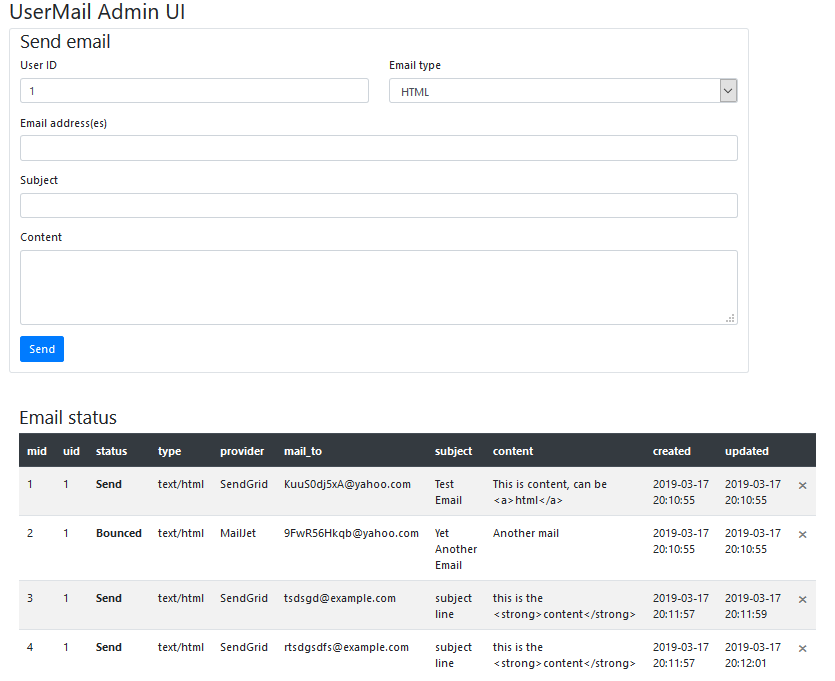 UserMail Admin UI
Send email
User ID Email type
1 HTML
Email address(es)
Subject
Content
Send
Email status
mid uid status type provider mail_to subject content created updated
1 1 Send text/html SendGrid KuuS0dj5xA@yahoo.com Test This is content, can be 2019-03-17 2019-03-17 ×
Email <a>html</a> 20:10:55 20:10:55
2 1 Bounced text/html MailJet 9FwR56Hkqb@yahoo.com Yet Another mail 2019-03-17 2019-03-17 ×
Another 20:10:55 20:10:55
Email
3 1 Send text/html SendGrid tsdsgd@example.com subject this is the 2019-03-17 2019-03-17 ×
line <strong>content</strong> 20:11:57 20:11:59
4 1 Send text/html SendGrid rtsdgsdfs@example.com subject this is the 2019-03-17 2019-03-17 ×
line <strong>content</strong> 20:11:57 20:12:01